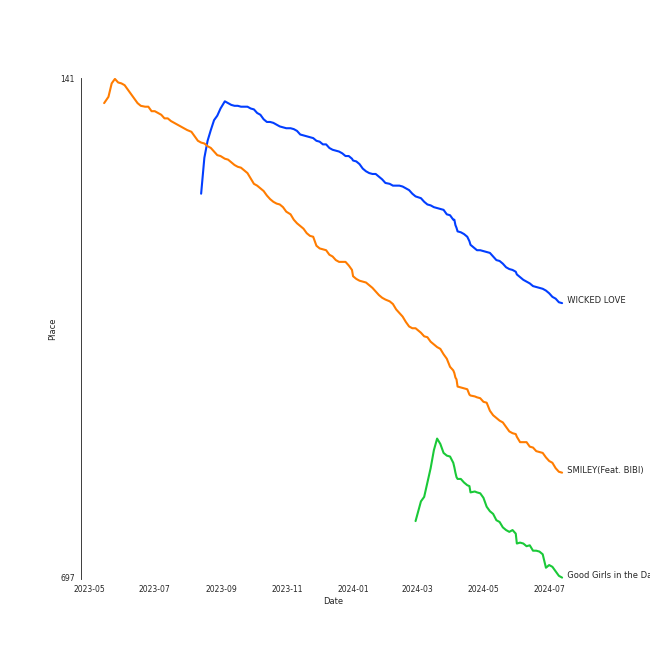 141
Place
WICKED LOVE
SMILEY(Feat. BIBI)
Good Girls in the Da
697
2023-05 2023-07 2023-09 2023-11 2024-01 2024-03 2024-05 2024-07
Date